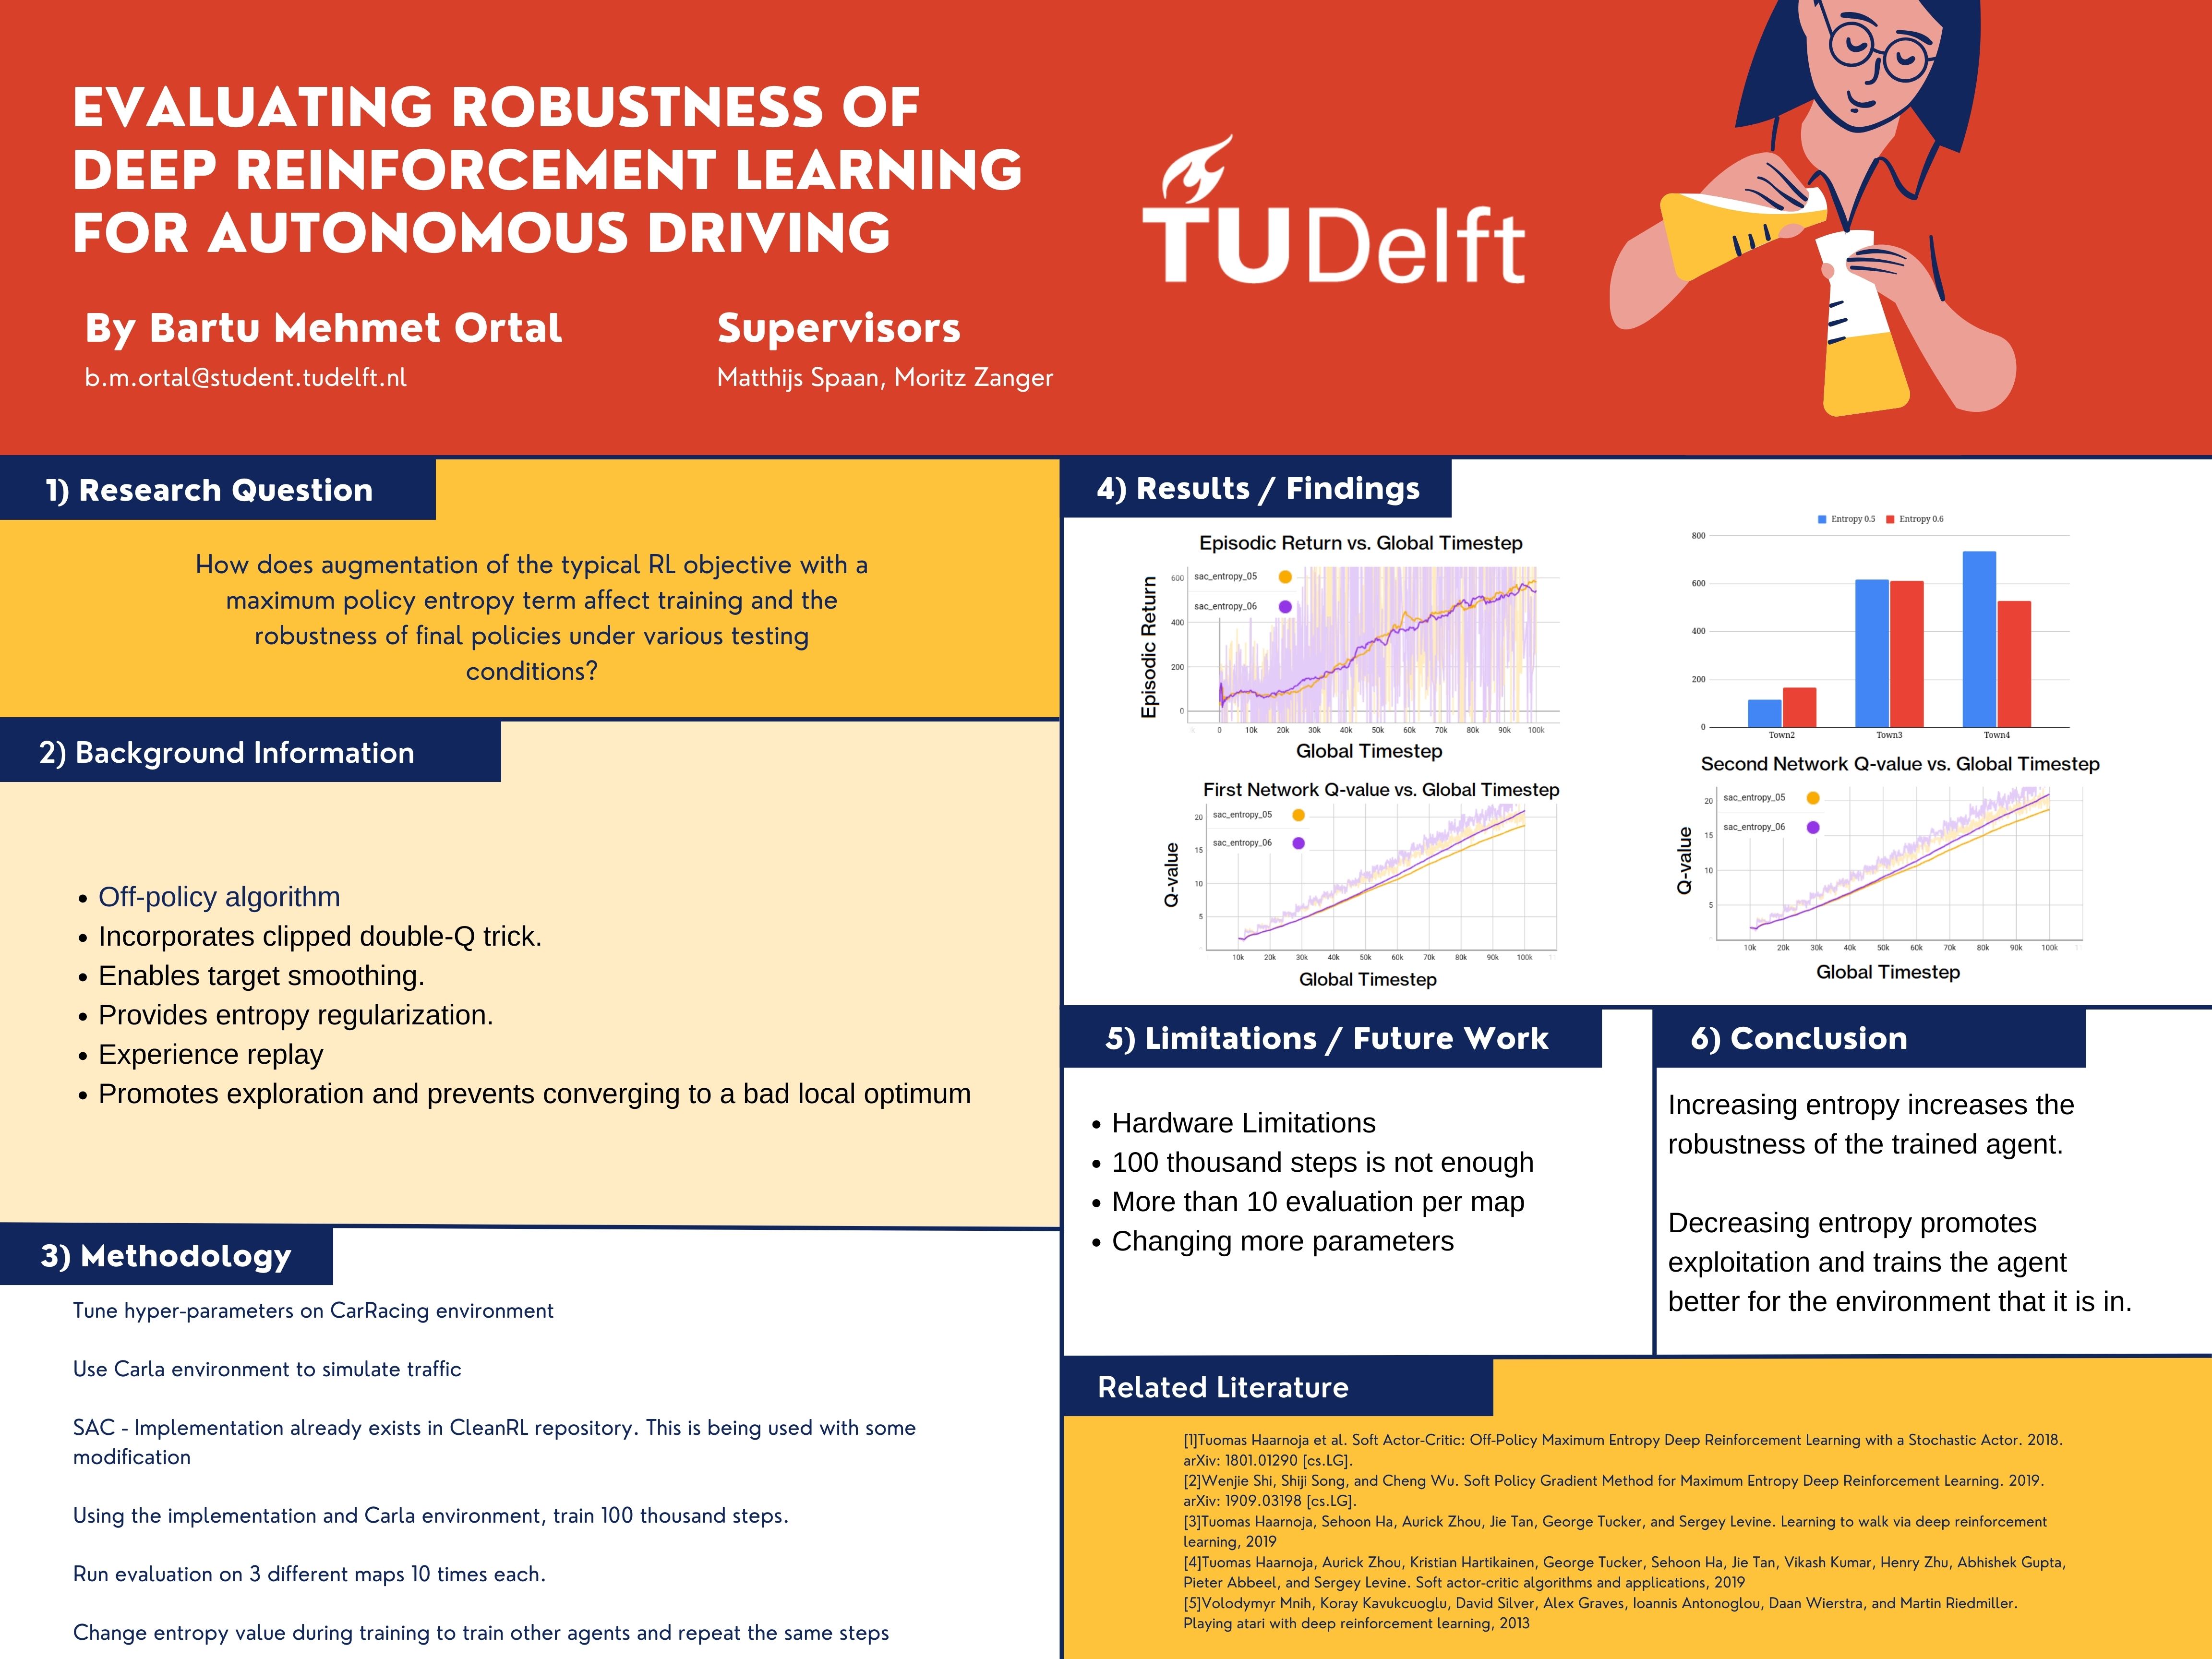 EVALUATING ROBUSTNESS OF
DEEP REINFORCEMENT LEARNING
FOR AUTONOMOUS DRIVING
By Bartu Mehmet Ortal
b.m.ortal@student.tudelft.nl
Supervisors
Matthijs Spaan, Moritz Zanger
TUDelft
1) Research Question
How does augmentation of the typical RL objective with a
maximum policy entropy term affect training and the
robustness of final policies under various testing
conditions?
2) Background Information
• Off-policy algorithm
• Incorporates clipped double-Q trick.
• Enables target smoothing.
• Provides entropy regularization.
• Experience replay
• Promotes exploration and prevents converging to a bad local optimum
3) Methodology
Tune hyper-parameters on CarRacing environment
Use Carla environment to simulate traffic
SAC - Implementation already exists in CleanRL repository. This is being used with some
modification
Using the implementation and Carla environment, train 100 thousand steps.
Run evaluation on 3 different maps 10 times each.
Change entropy value during training to train other agents and repeat the same steps
4) Results / Findings
Episodic Return vs. Global Timestep
Episodic Return
sac_entropy_05
sac_entropy_06
600
400
200
0
0 10k 20k 30k 40k 50k 60k 70k 80k 90k 100k
Global Timestep
Entropy 0.5 Entropy 0.6
800
600
400
200
0
Town2 Town3 Town4
First Network Q-value vs. Global Timestep
Q-value
sac_entropy_05
sac_entropy_06
20
15
10
5
10k 20k 30k 40k 50k 60k 70k 80k 90k 100k
Global Timestep
Second Network Q-value vs. Global Timestep
Q-value
sac_entropy_05
sac_entropy_06
20
15
10
5
10k 20k 30k 40k 50k 60k 70k 80k 90k 100k
Global Timestep
5) Limitations / Future Work
• Hardware Limitations
• 100 thousand steps is not enough
• More than 10 evaluation per map
• Changing more parameters
6) Conclusion
Increasing entropy increases the
robustness of the trained agent.
Decreasing entropy promotes
exploitation and trains the agent
better for the environment that it is in.
Related Literature
[1]Tuomas Haarnoja et al. Soft Actor-Critic: Off-Policy Maximum Entropy Deep Reinforcement Learning with a Stochastic Actor. 2018.
arXiv: 1801.01290 [cs.LG].
[2]Wenjie Shi, Shiji Song, and Cheng Wu. Soft Policy Gradient Method for Maximum Entropy Deep Reinforcement Learning. 2019.
arXiv: 1909.03198 [cs.LG].
[3]Tuomas Haarnoja, Sehoon Ha, Aurick Zhou, Jie Tan, George Tucker, and Sergey Levine. Learning to walk via deep reinforcement
learning, 2019
[4]Tuomas Haarnoja, Aurick Zhou, Kristian Hartikainen, George Tucker, Sehoon Ha, Jie Tan, Vikash Kumar, Henry Zhu, Abhishek Gupta,
Pieter Abbeel, and Sergey Levine. Soft actor-critic algorithms and applications, 2019
[5]Volodymyr Mnih, Koray Kavukcuoglu, David Silver, Alex Graves, Ioannis Antonoglou, Daan Wierstra, and Martin Riedmiller.
Playing atari with deep reinforcement learning, 2013